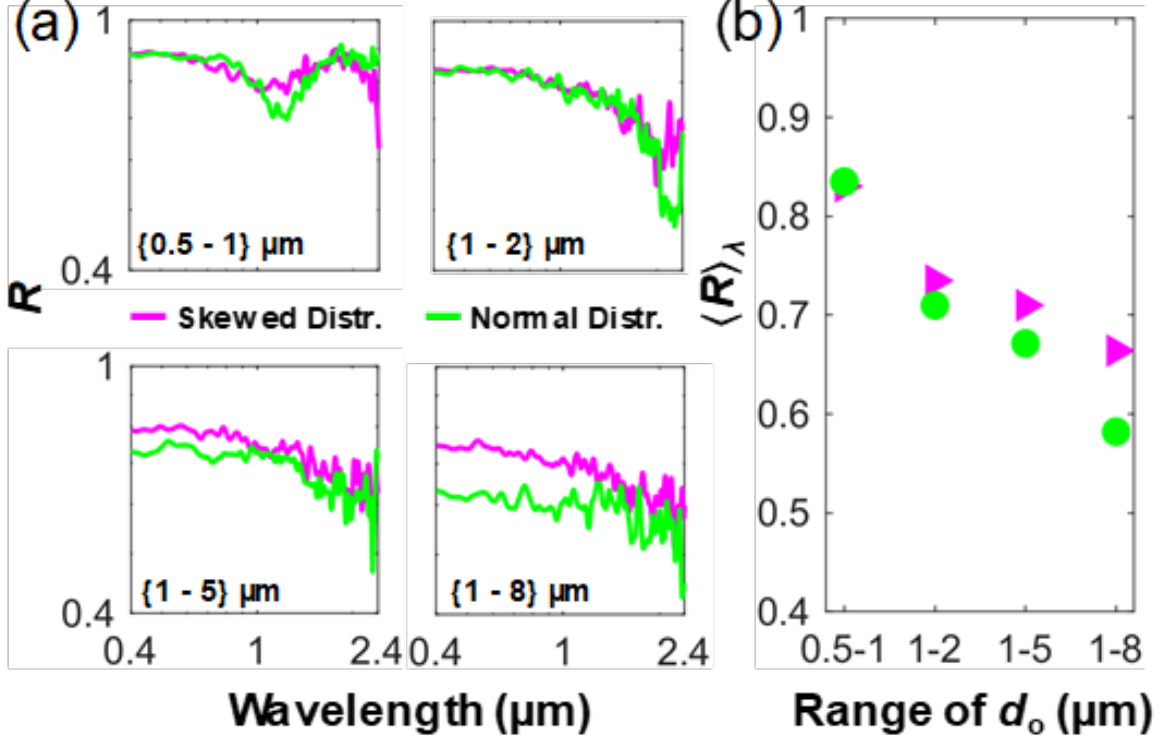 (a)
1
{0.5 - 1} µm
{1 - 2} µm
0.4
R
Skewed Distr.
Normal Distr.
1
{1 - 5} µm
{1 - 8} µm
0.4
0.4
1
2.4
0.4
1
2.4
Wavelength (µm)
(b)
1
0.9
0.8
0.7
0.6
0.5
0.4
⟨R⟩λ
0.5-1
1-2
1-5
1-8
Range of dₒ (µm)